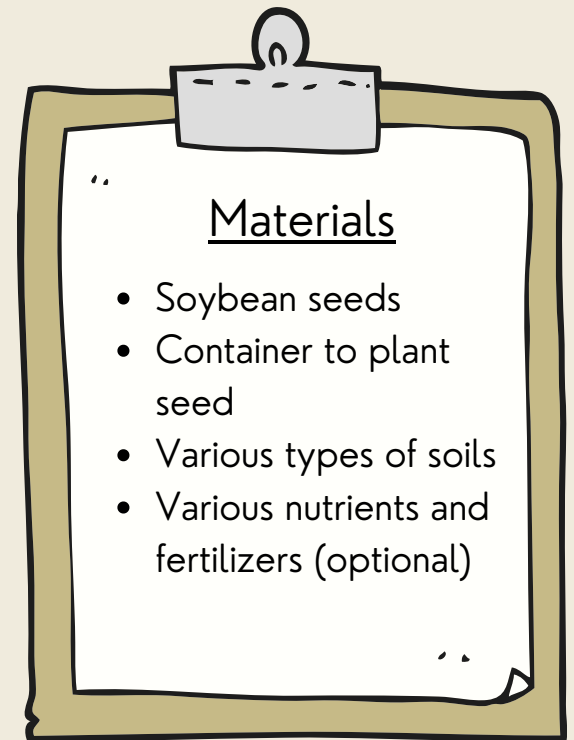 Materials
• Soybean seeds
• Container to plant
seed
• Various types of soils
• Various nutrients and
fertilizers (optional)